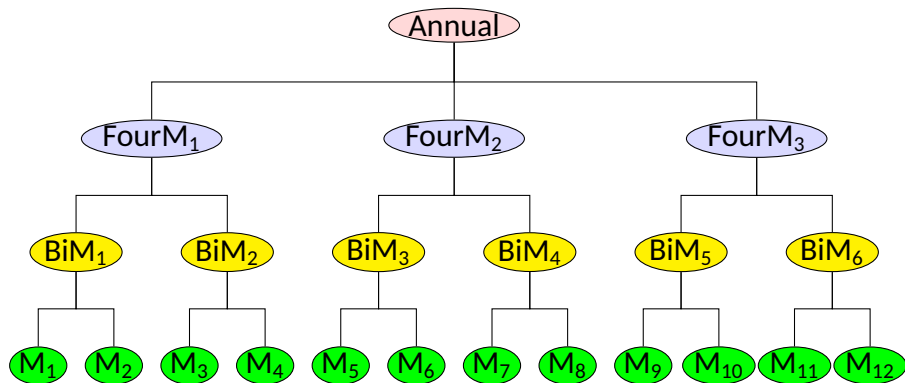 Annual
FourM₁ FourM₂ FourM₃
BiM₁ BiM₂ BiM₃ BiM₄ BiM₅ BiM₆
M₁ M₂ M₃ M₄ M₅ M₆ M₇ M₈ M₉ M₁₀ M₁₁ M₁₂